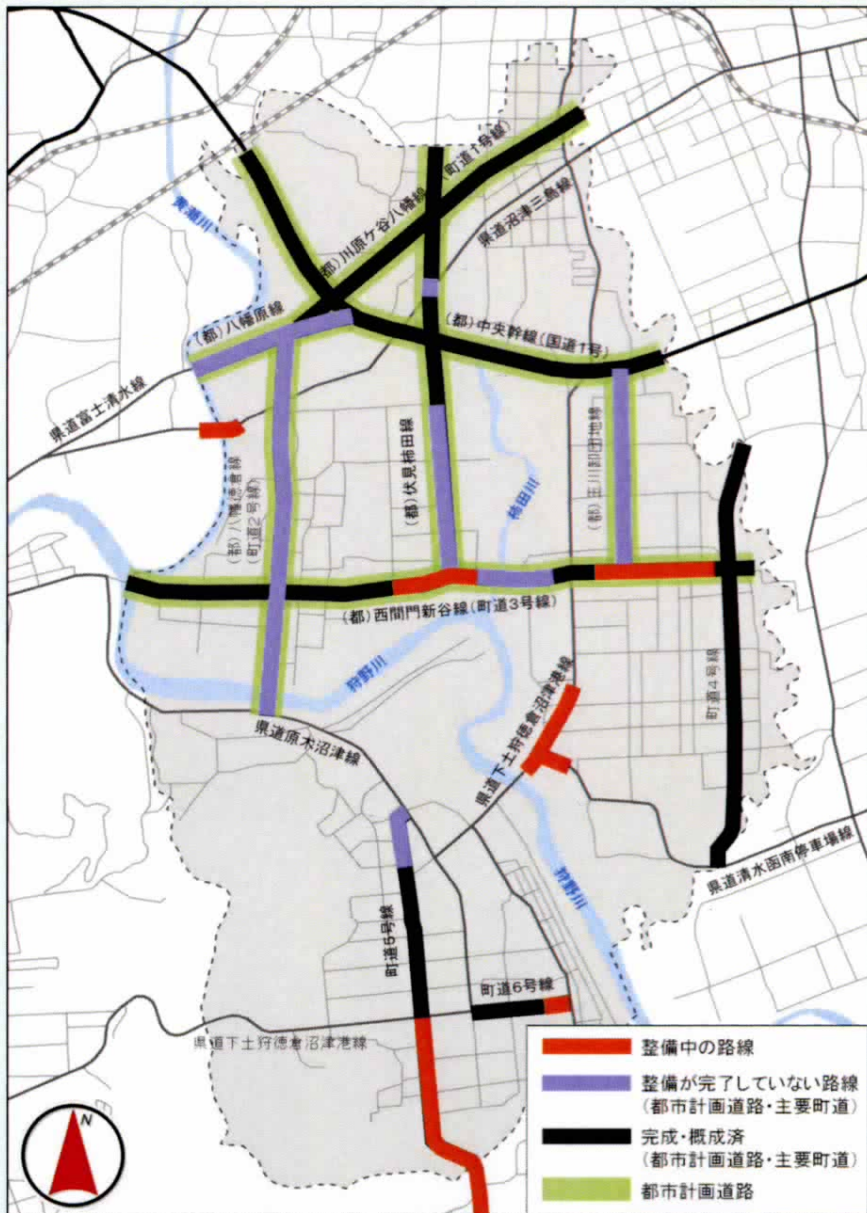 (都)川原ケ谷八幡線(町道1号線)
県道沼津三島線
黄瀬川
(都)八幡原線
(都)中央幹線(国道1号)
県道富士清水線
(都)八幡徳倉線
(町道2号線)
(都)伏見柿田線
柿田川
(都)玉川卸団地線
(都)西間門新谷線(町道3号線)
狩野川
県道原木沼津線
県道下土狩徳倉沼津港線
町道4号線
県道清水函南停車場線
狩野川
町道5号線
町道6号線
県道下土狩徳倉沼津港線
N
整備中の路線
整備が完了していない路線
(都市計画道路・主要町道)
完成・概成済
(都市計画道路・主要町道)
都市計画道路